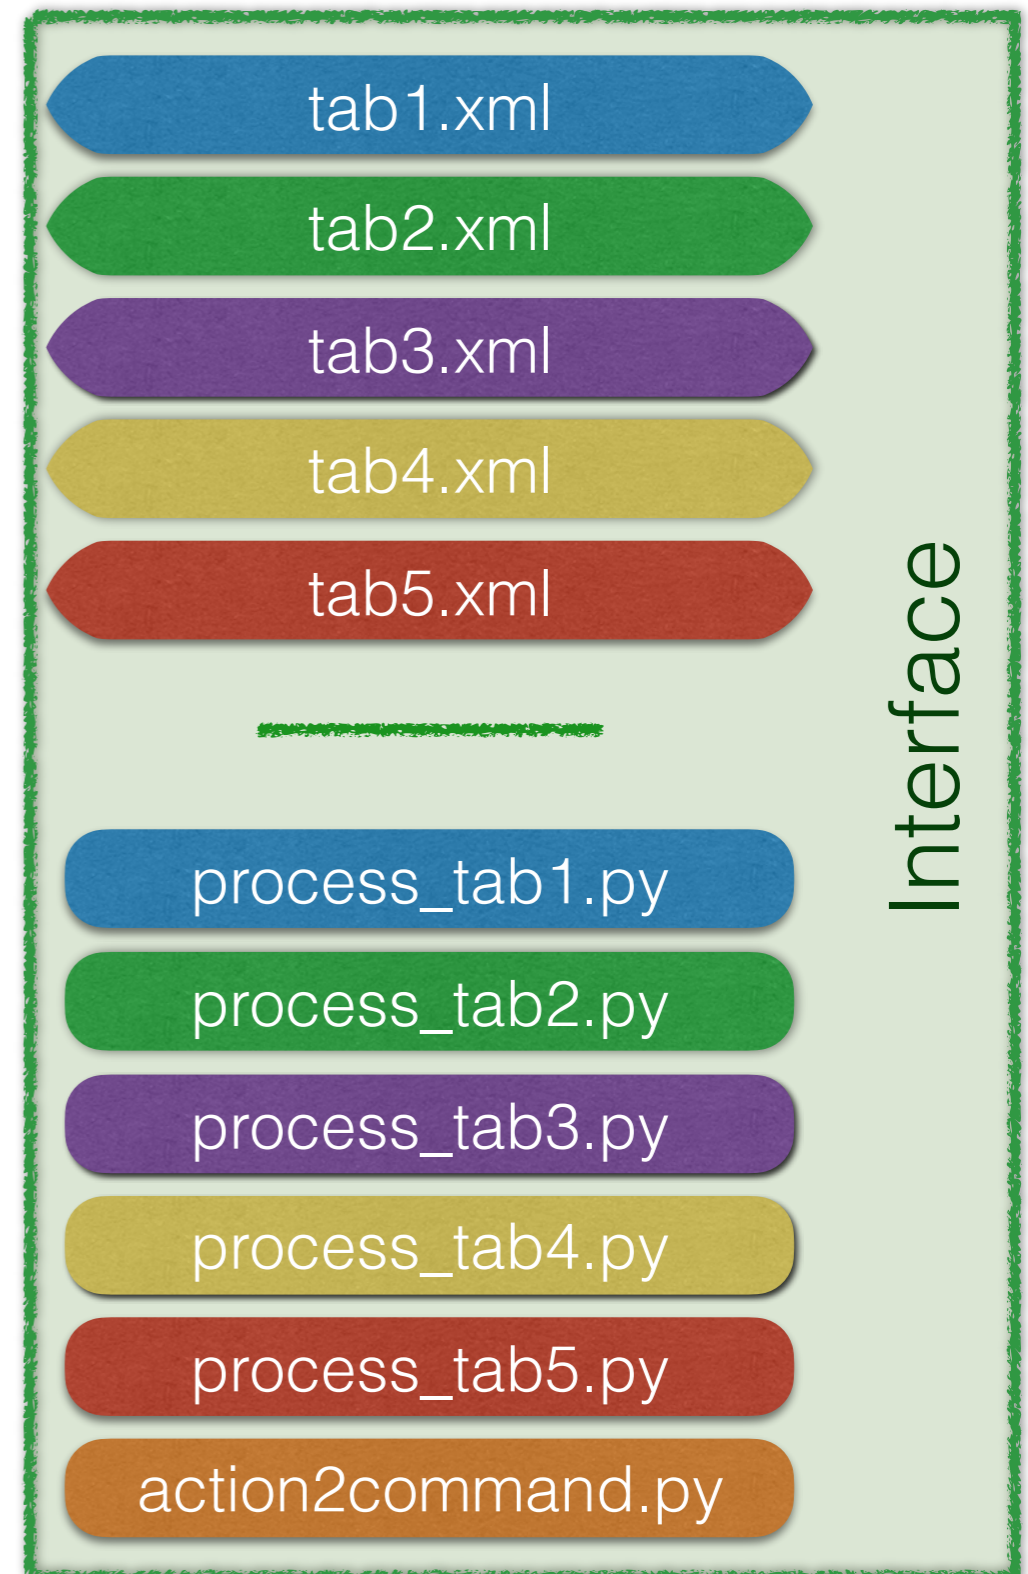 tab1.xml
tab2.xml
tab3.xml
tab4.xml
tab5.xml
Interface
process_tab1.py
process_tab2.py
process_tab3.py
process_tab4.py
process_tab5.py
action2command.py